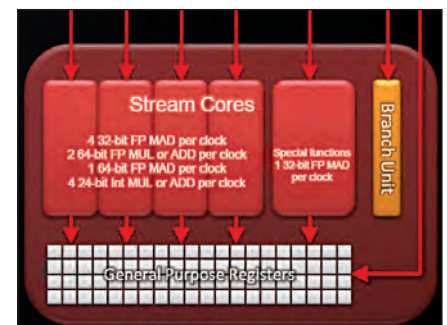 Stream Cores
4 32-bit FP MAD per clock
2 64-bit FP MUL or ADD per clock
1 64-bit FP MAD per clock
4 24-bit Int MUL or ADD per clock
Special functions
1 32-bit FP MAD
per clock
Branch Unit
General Purpose Registers